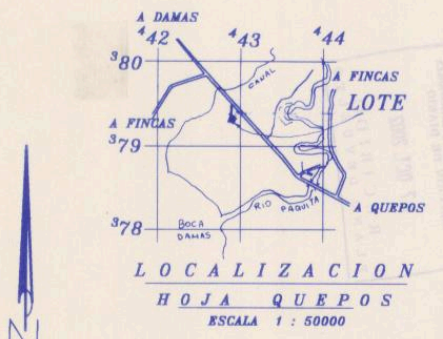 A DAMAS
⁴42 ⁴43 ⁴44
³80
CANAL
A FINCAS
LOTE
A FINCAS
³79
RIO PAQUITA
A QUEPOS
BOCA DAMAS
³78
LOCALIZACION
HOJA QUEPOS
ESCALA 1 : 50000
N